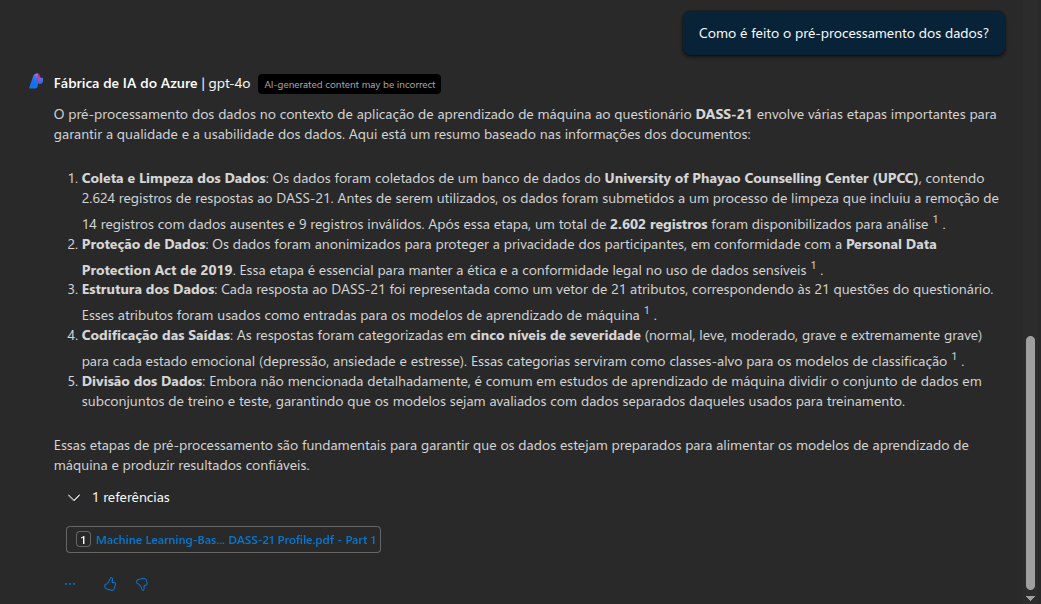 Como é feito o pré-processamento dos dados?
Fábrica de IA do Azure | gpt-4o AI-generated content may be incorrect
O pré-processamento dos dados no contexto de aplicação de aprendizado de máquina ao questionário DASS-21 envolve várias etapas importantes para
garantir a qualidade e a usabilidade dos dados. Aqui está um resumo baseado nas informações dos documentos:
1. Coleta e Limpeza dos Dados: Os dados foram coletados de um banco de dados do University of Phayao Counselling Center (UPCC), contendo
2.624 registros de respostas ao DASS-21. Antes de serem utilizados, os dados foram submetidos a um processo de limpeza que incluiu a remoção de
14 registros com dados ausentes e 9 registros inválidos. Após essa etapa, um total de 2.602 registros foram disponibilizados para análise 1 .
2. Proteção de Dados: Os dados foram anonimizados para proteger a privacidade dos participantes, em conformidade com a Personal Data
Protection Act de 2019. Essa etapa é essencial para manter a ética e a conformidade legal no uso de dados sensíveis 1 .
3. Estrutura dos Dados: Cada resposta ao DASS-21 foi representada como um vetor de 21 atributos, correspondendo às 21 questões do questionário.
Esses atributos foram usados como entradas para os modelos de aprendizado de máquina 1 .
4. Codificação das Saídas: As respostas foram categorizadas em cinco níveis de severidade (normal, leve, moderado, grave e extremamente grave)
para cada estado emocional (depressão, ansiedade e estresse). Essas categorias serviram como classes-alvo para os modelos de classificação 1 .
5. Divisão dos Dados: Embora não mencionada detalhadamente, é comum em estudos de aprendizado de máquina dividir o conjunto de dados em
subconjuntos de treino e teste, garantindo que os modelos sejam avaliados com dados separados daqueles usados para treinamento.
Essas etapas de pré-processamento são fundamentais para garantir que os dados estejam preparados para alimentar os modelos de aprendizado de
máquina e produzir resultados confiáveis.
1 referências
1 Machine Learning-Bas... DASS-21 Profile.pdf - Part 1